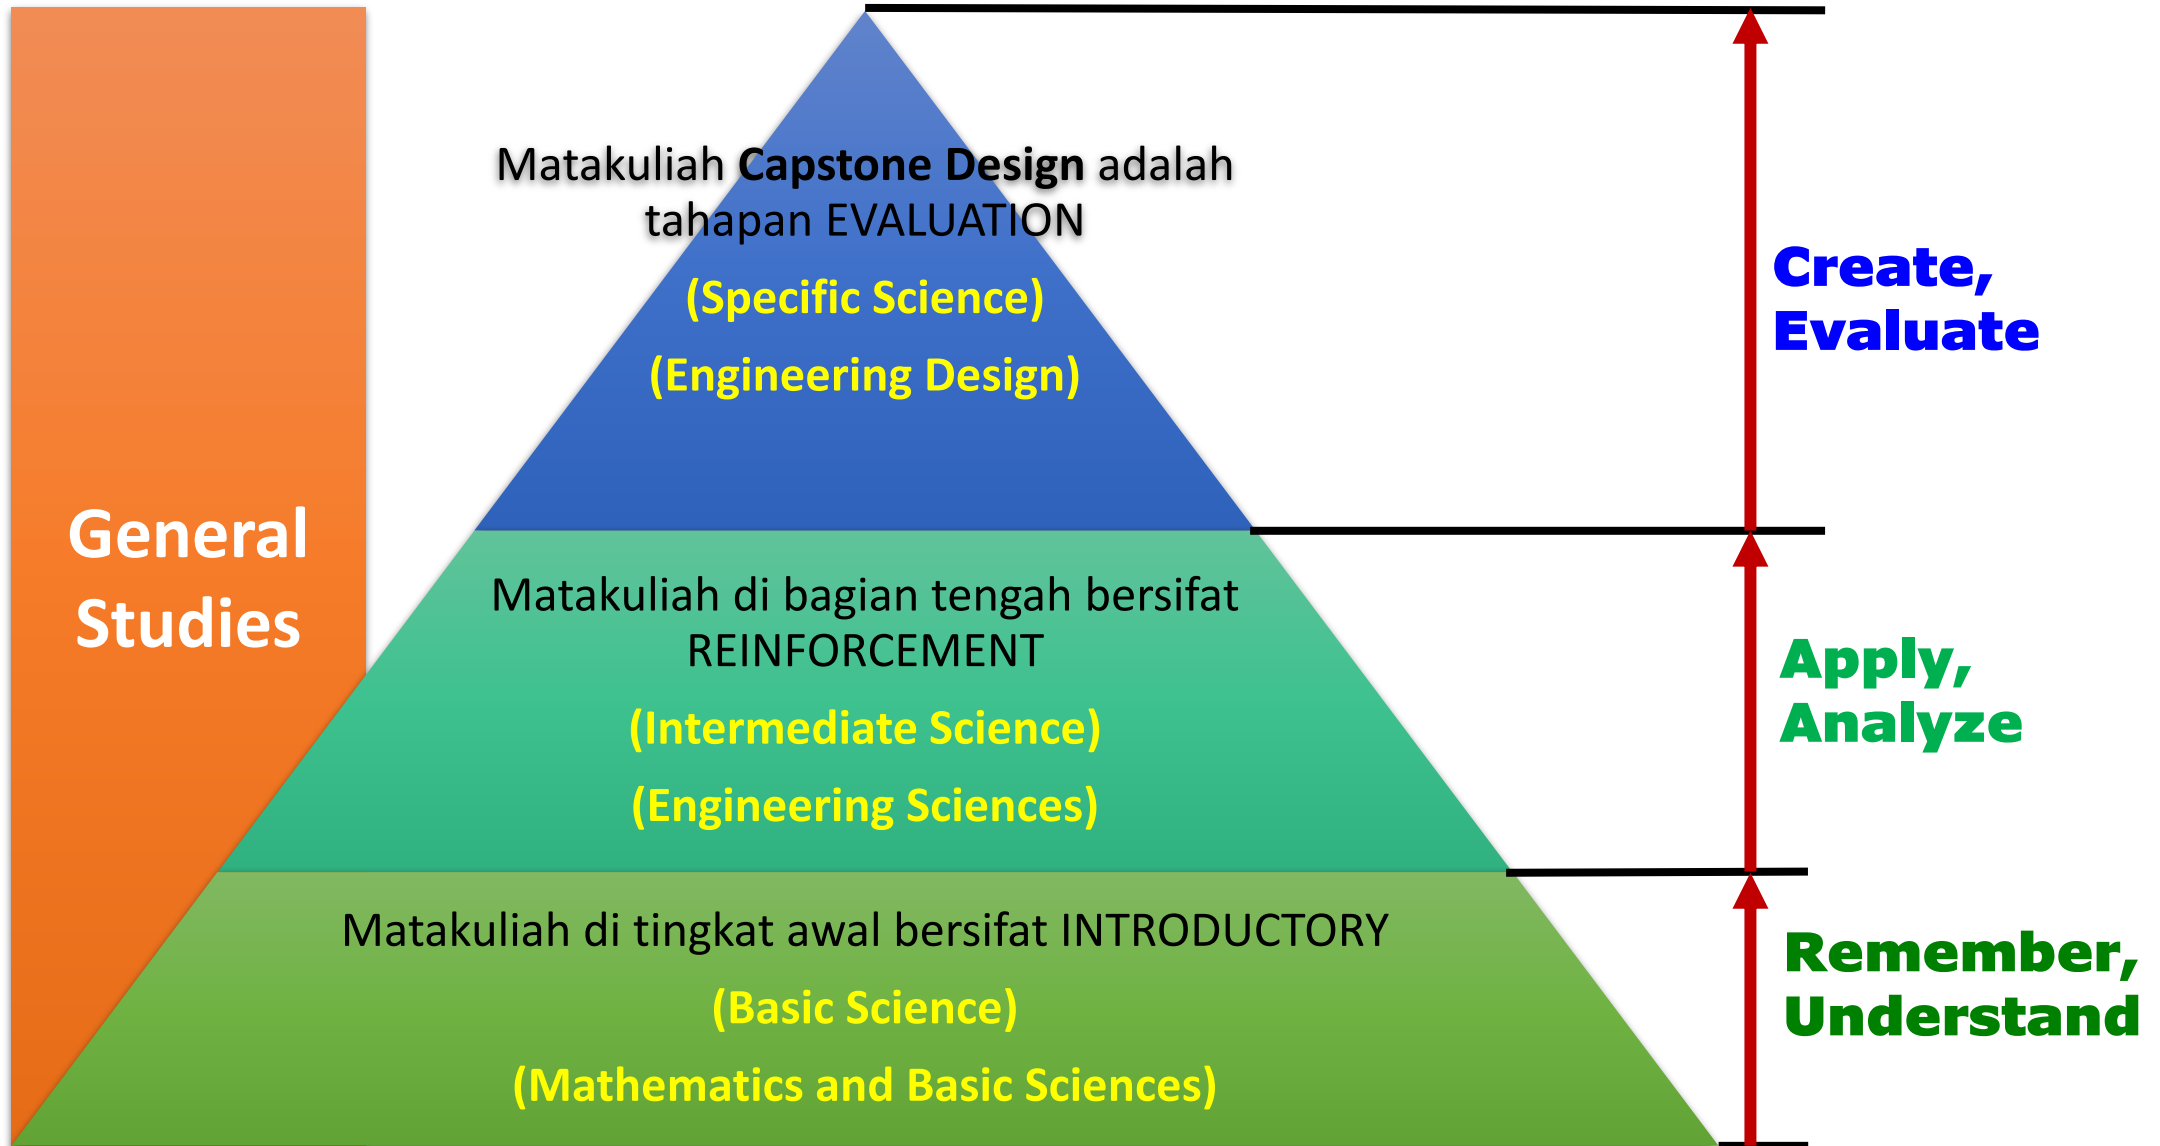 General
Studies
Matakuliah Capstone Design adalah
tahapan EVALUATION
(Specific Science)
(Engineering Design)
Matakuliah di bagian tengah bersifat
REINFORCEMENT
(Intermediate Science)
(Engineering Sciences)
Matakuliah di tingkat awal bersifat INTRODUCTORY
(Basic Science)
(Mathematics and Basic Sciences)
Create,
Evaluate
Apply,
Analyze
Remember,
Understand